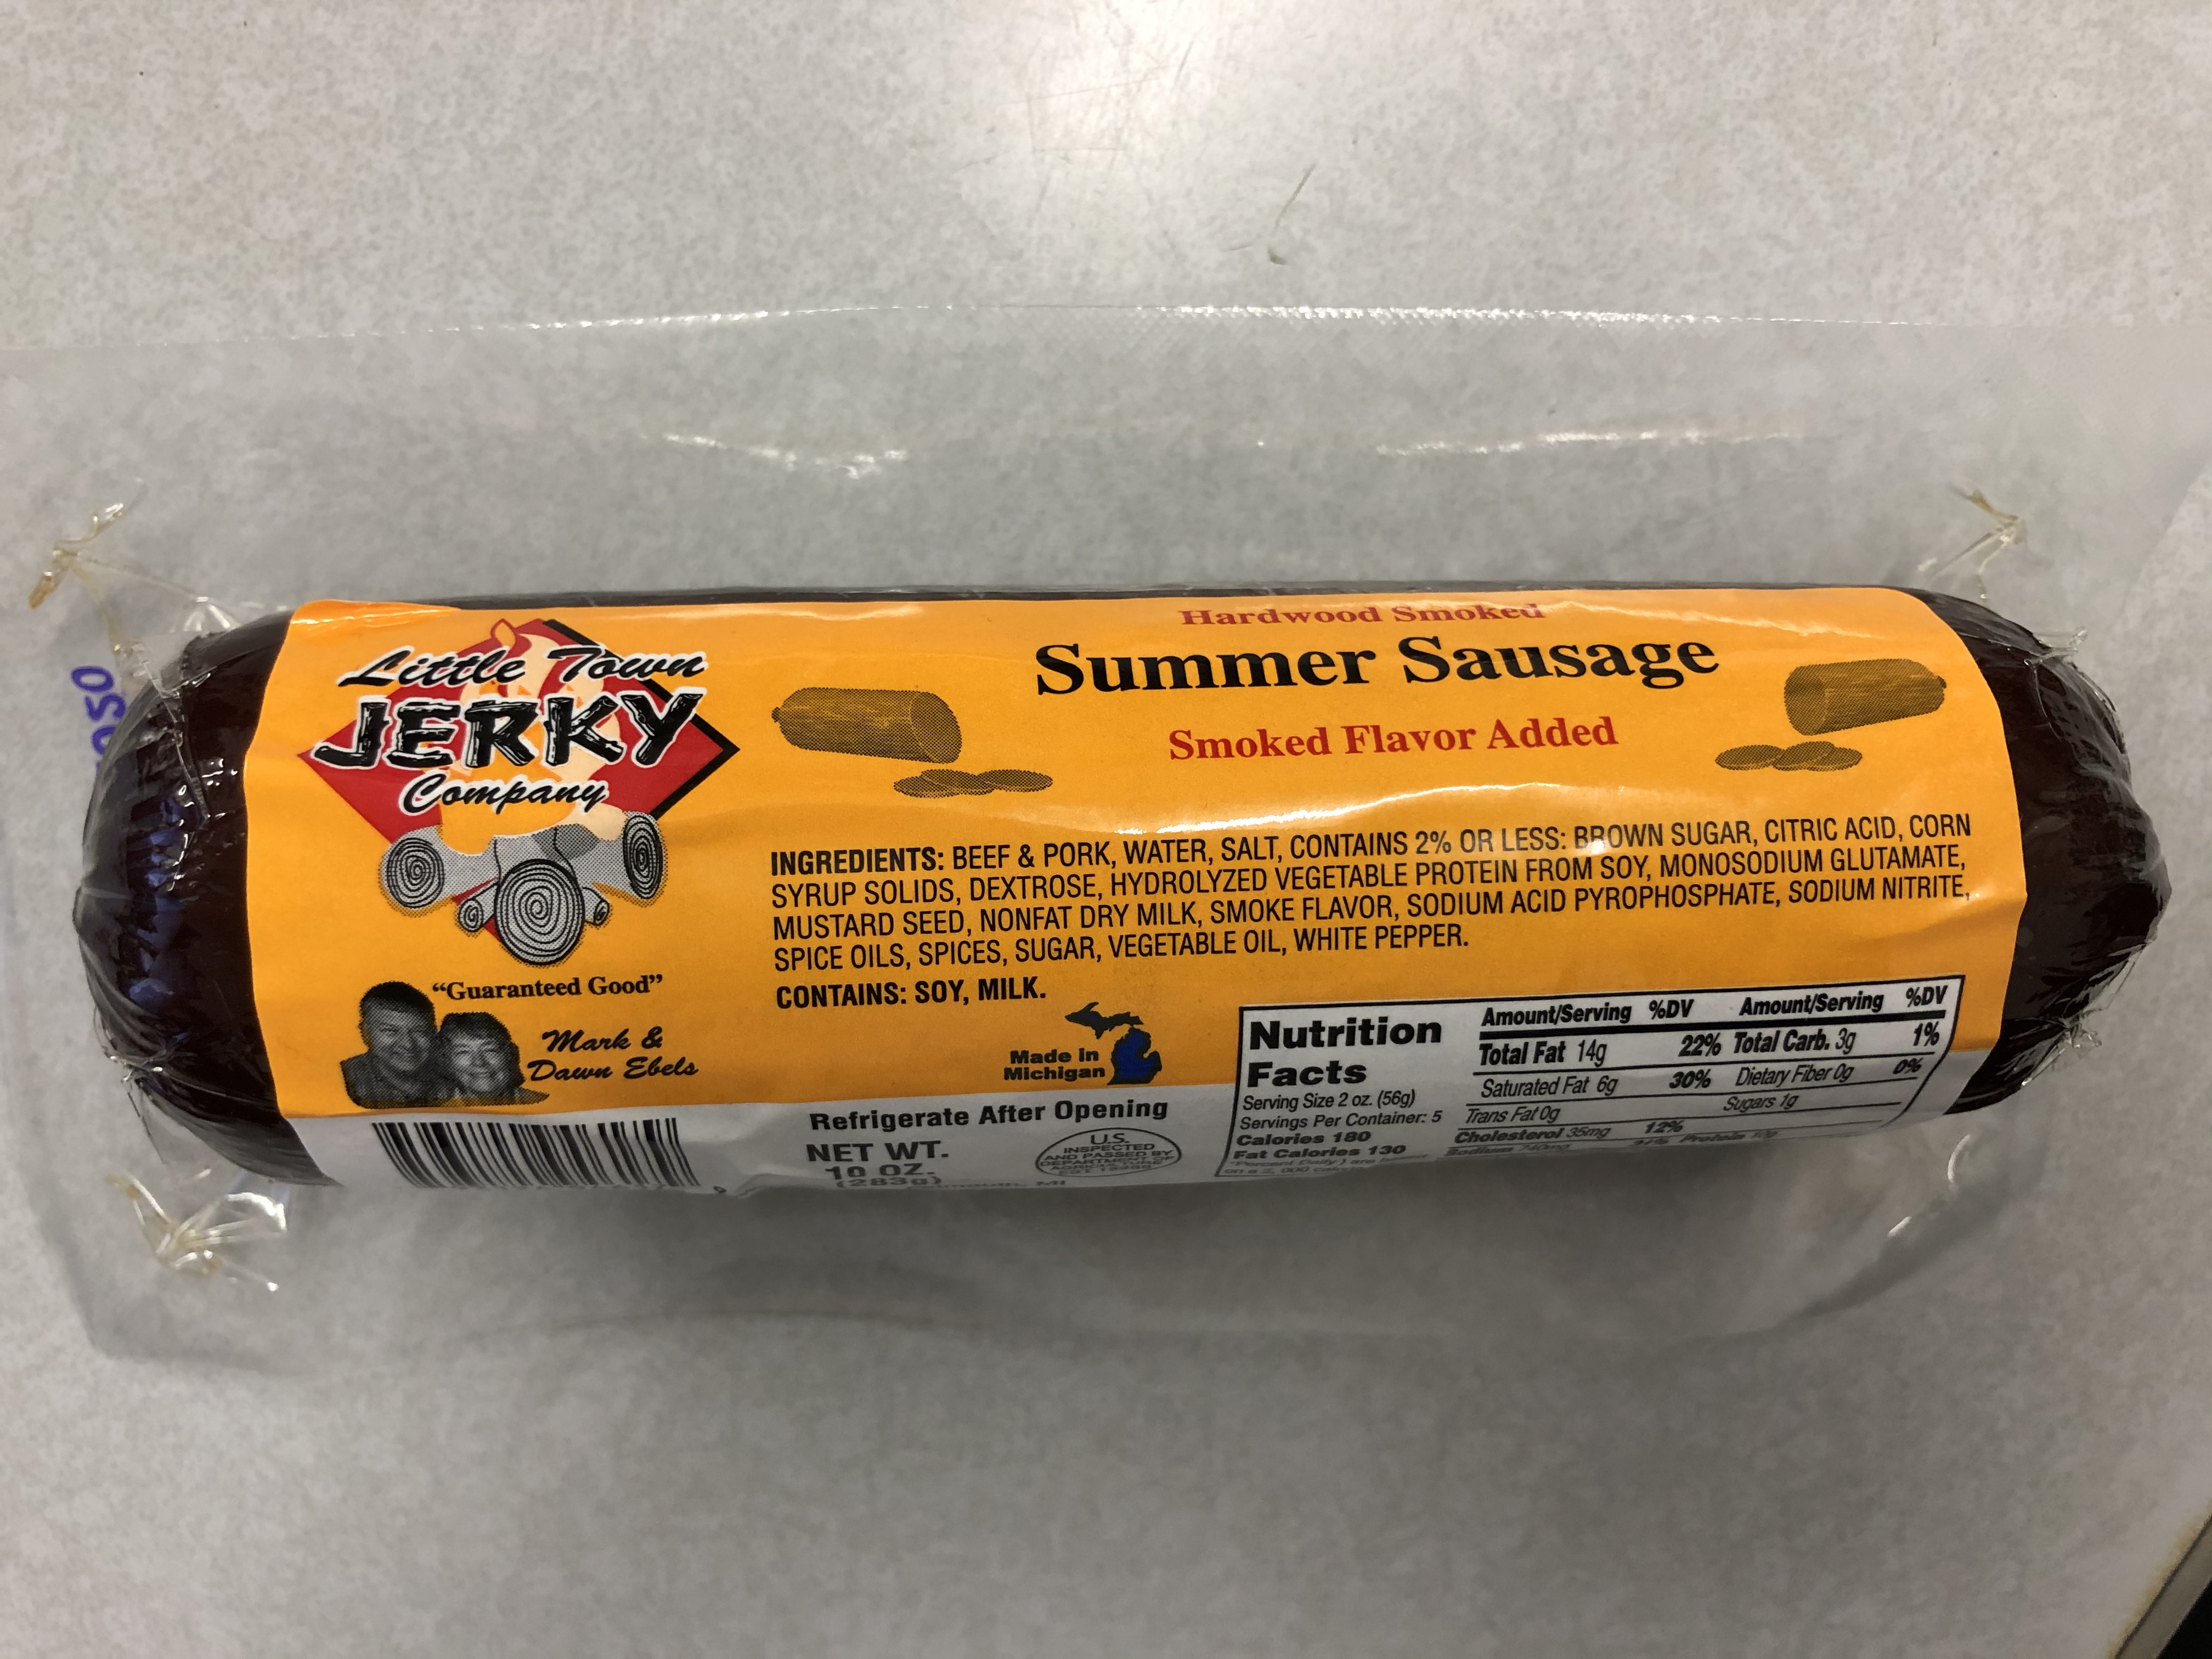 Little Town
JERKY
Company
"Guaranteed Good"
Mark &
Dawn Ebels
Hardwood Smoked
Summer Sausage
Smoked Flavor Added
INGREDIENTS: BEEF & PORK, WATER, SALT, CONTAINS 2% OR LESS: BROWN SUGAR, CITRIC ACID, CORN
SYRUP SOLIDS, DEXTROSE, HYDROLYZED VEGETABLE PROTEIN FROM SOY, MONOSODIUM GLUTAMATE,
MUSTARD SEED, NONFAT DRY MILK, SMOKE FLAVOR, SODIUM ACID PYROPHOSPHATE, SODIUM NITRITE,
SPICE OILS, SPICES, SUGAR, VEGETABLE OIL, WHITE PEPPER.
CONTAINS: SOY, MILK.
Made in
Michigan
Refrigerate After Opening
NET WT.
10 OZ.
(283g)
U.S.
INSPECTED
AND PASSED BY
DEPARTMENT OF
AGRICULTURE
Nutrition
Facts
Serving Size 2 oz. (56g)
Servings Per Container: 5
Calories 180
Fat Calories 130
Amount/Serving %DV Amount/Serving %DV
Total Fat 14g 22% Total Carb. 3g 1%
Saturated Fat 6g 30% Dietary Fiber 0g 0%
Trans Fat 0g Sugars 1g
Cholesterol 35mg 12%
Sodium Protein